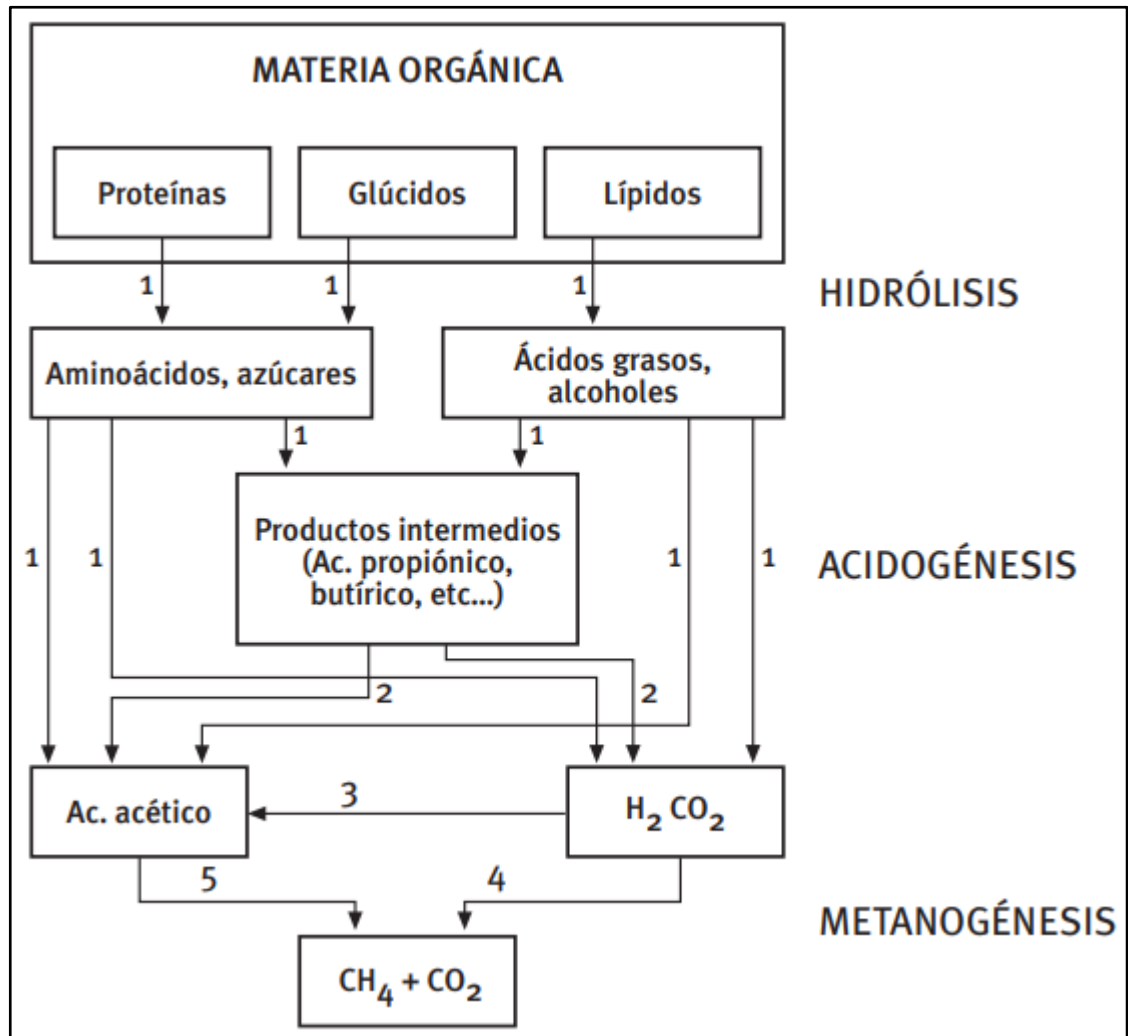 MATERIA ORGÁNICA
Proteínas
Glúcidos
Lípidos
1
1
1
HIDRÓLISIS
Aminoácidos, azúcares
Ácidos grasos,
alcoholes
1
1
Productos intermedios
(Ac. propiónico,
butírico, etc...)
1
1
1
1
ACIDOGÉNESIS
2
2
Ac. acético
3
H₂ CO₂
5
4
METANOGÉNESIS
CH₄ + CO₂